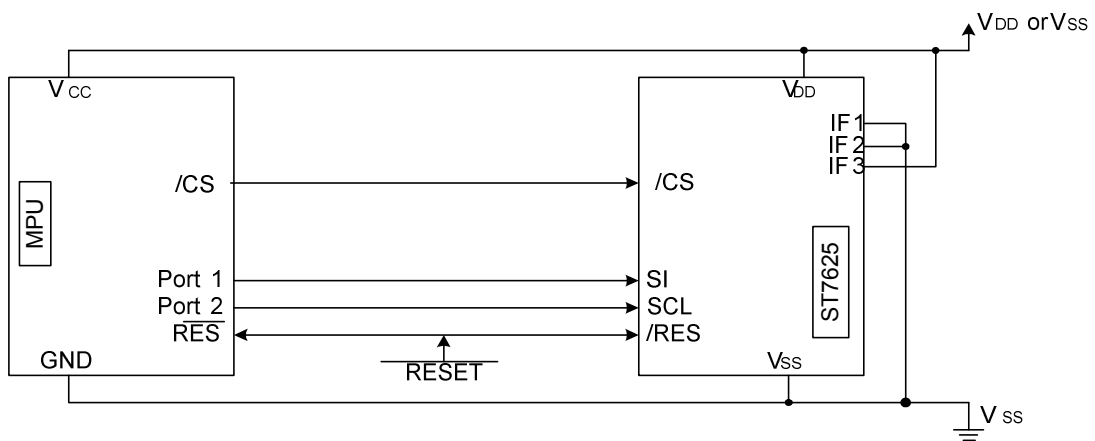 VDD or VSS
VCC
VDD
IF1
IF2
IF3
/CS
/CS
MPU
ST7625
Port 1
SI
Port 2
SCL
RES
/RES
GND
RESET
VSS
VSS